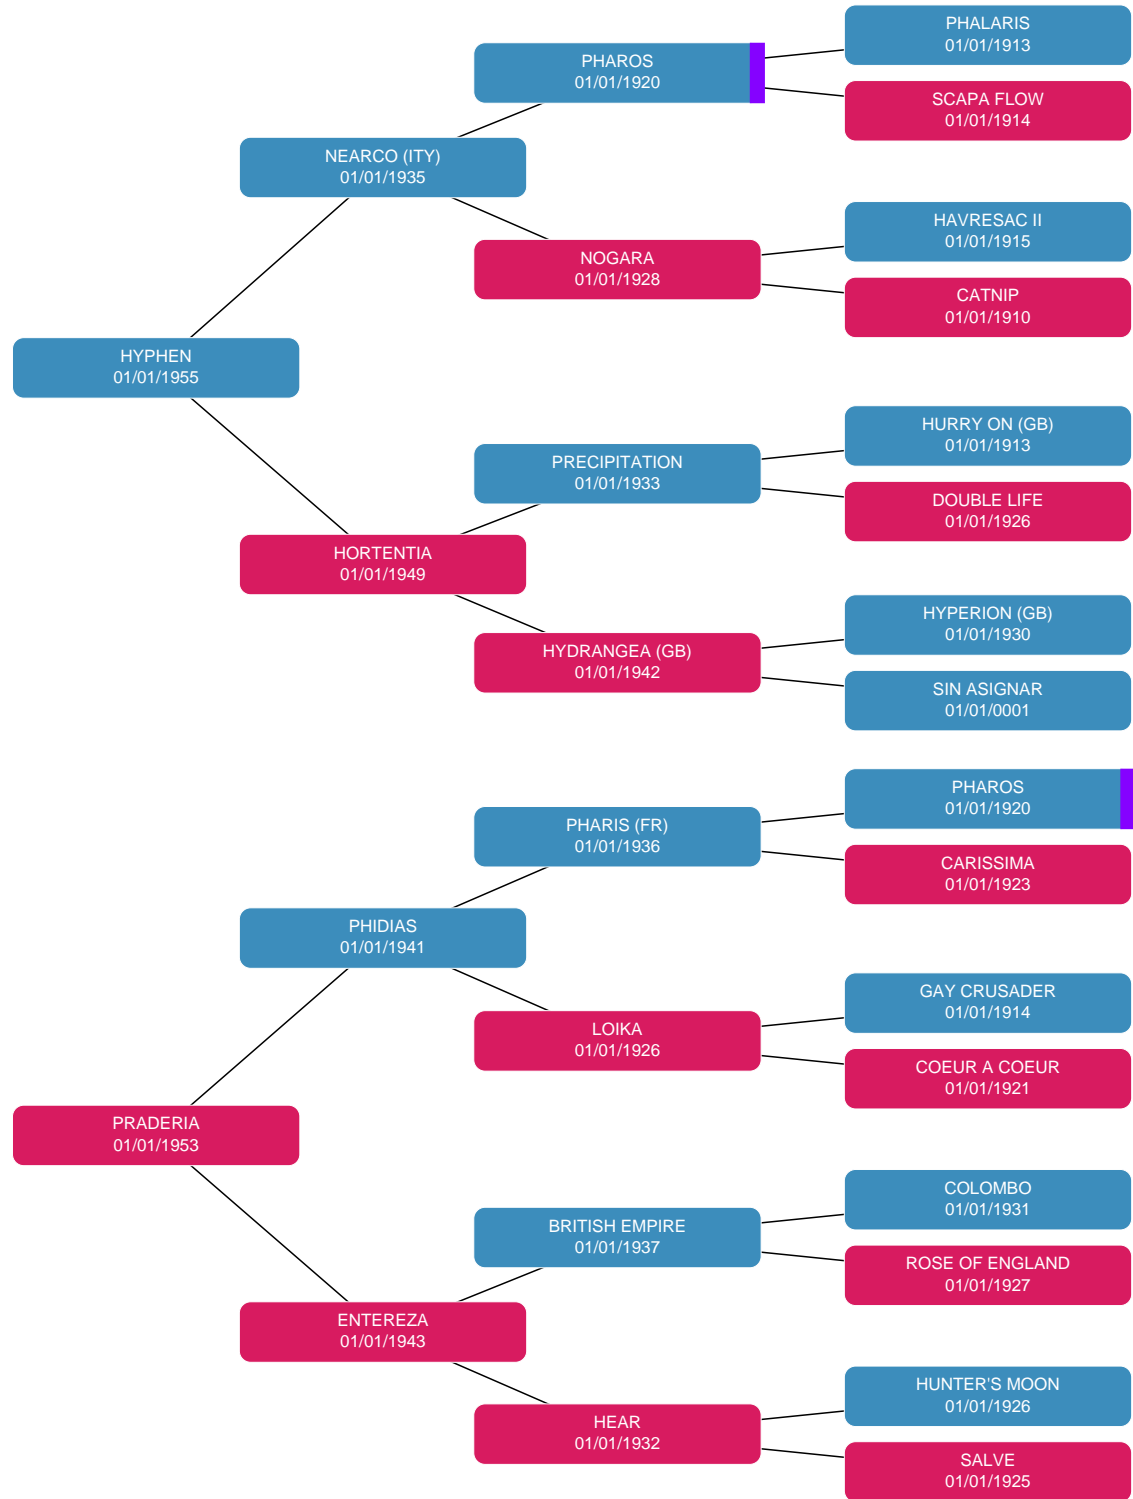 PHALARIS
01/01/1913
PHAROS
01/01/1920
SCAPA FLOW
01/01/1914
NEARCO (ITY)
01/01/1935
HAVRESAC II
01/01/1915
NOGARA
01/01/1928
CATNIP
01/01/1910
HYPHEN
01/01/1955
HURRY ON (GB)
01/01/1913
PRECIPITATION
01/01/1933
DOUBLE LIFE
01/01/1926
HORTENTIA
01/01/1949
HYPERION (GB)
01/01/1930
HYDRANGEA (GB)
01/01/1942
SIN ASIGNAR
01/01/0001
PHAROS
01/01/1920
PHARIS (FR)
01/01/1936
CARISSIMA
01/01/1923
PHIDIAS
01/01/1941
GAY CRUSADER
01/01/1914
LOIKA
01/01/1926
COEUR A COEUR
01/01/1921
PRADERIA
01/01/1953
COLOMBO
01/01/1931
BRITISH EMPIRE
01/01/1937
ROSE OF ENGLAND
01/01/1927
ENTEREZA
01/01/1943
HUNTER'S MOON
01/01/1926
HEAR
01/01/1932
SALVE
01/01/1925